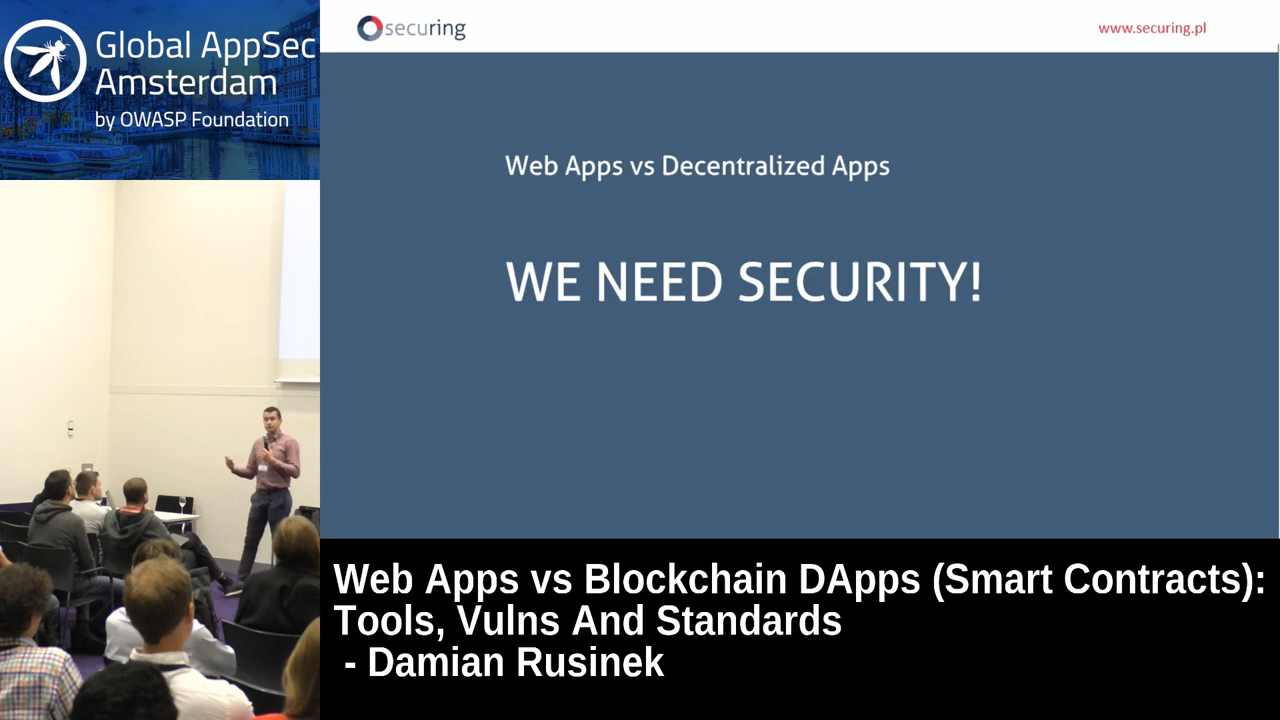 Global AppSec
Amsterdam
by OWASP Foundation
securing
www.securing.pl
Web Apps vs Decentralized Apps
WE NEED SECURITY!
Web Apps vs Blockchain DApps (Smart Contracts):
Tools, Vulns And Standards
- Damian Rusinek